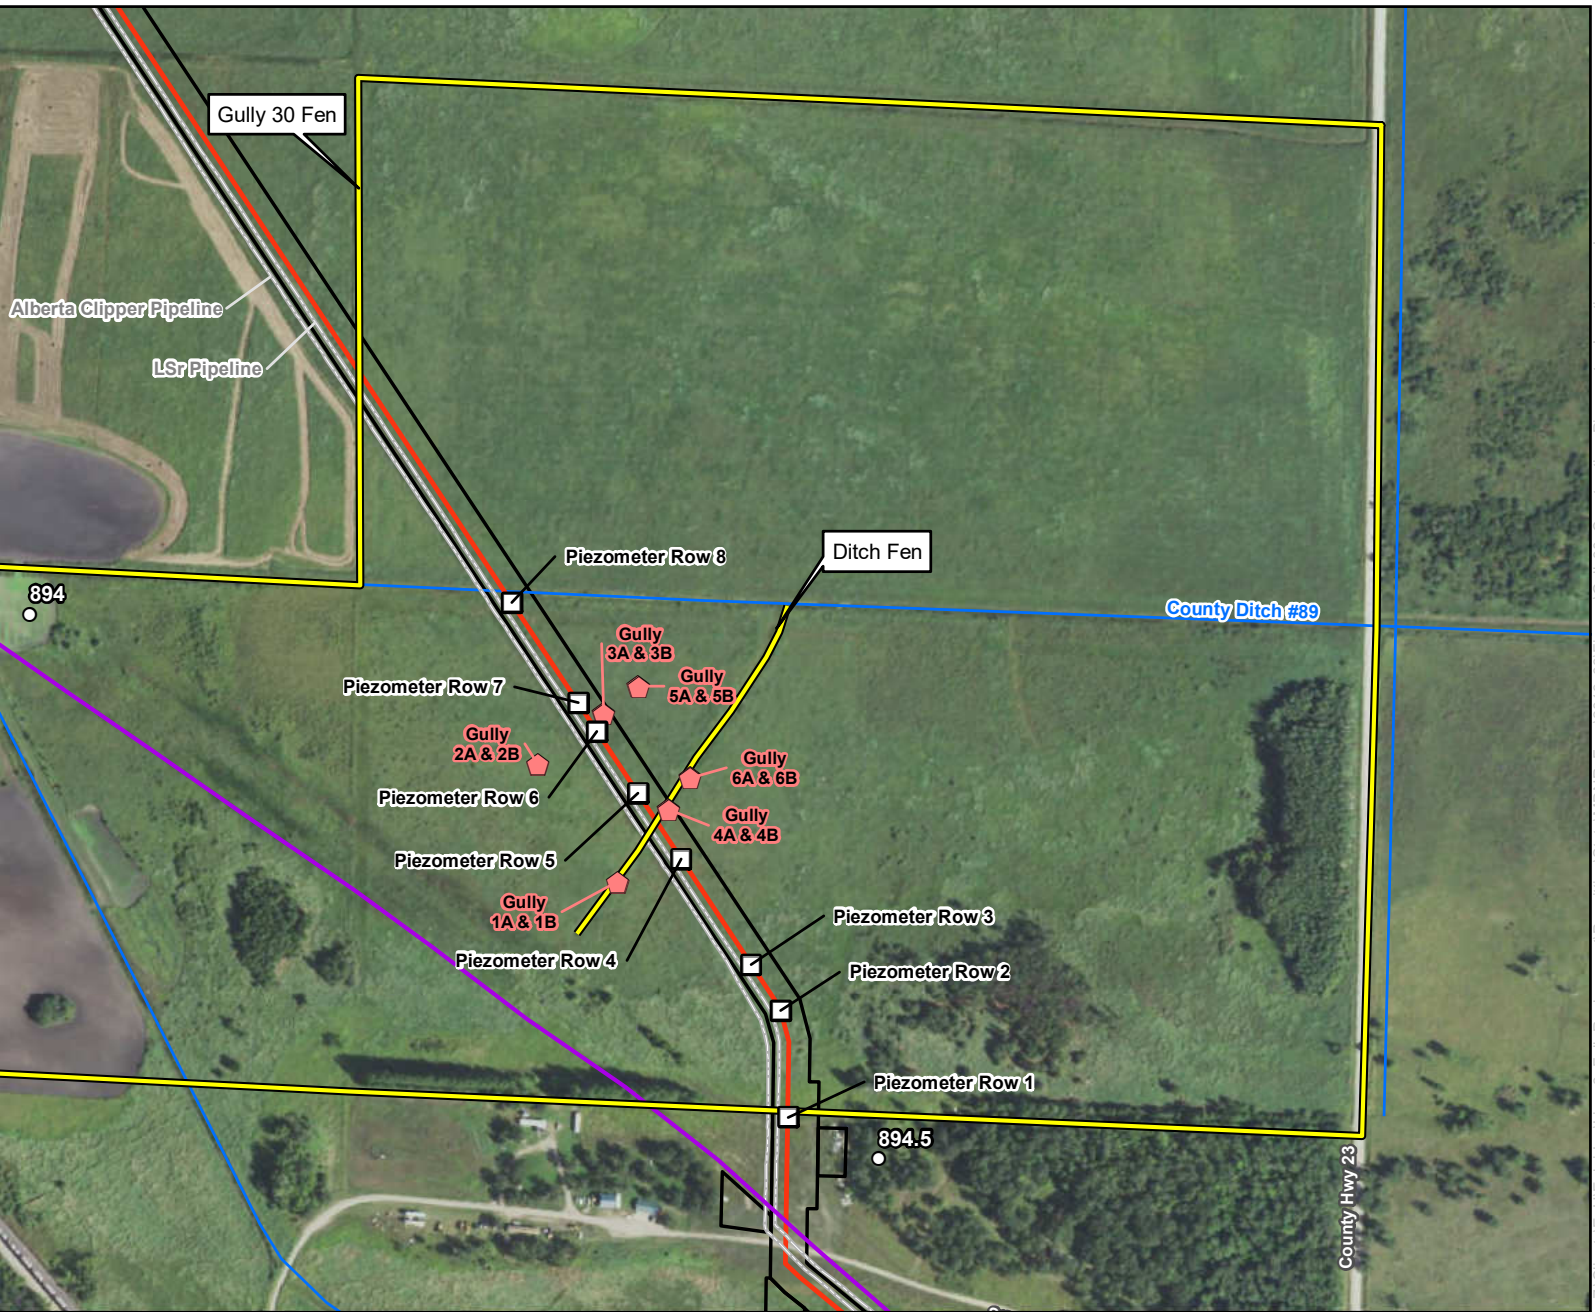 Gully 30 Fen
Alberta Clipper Pipeline
LSr Pipeline
Ditch Fen
Piezometer Row 8
894
County Ditch #89
Gully
3A & 3B
Gully
5A & 5B
Piezometer Row 7
Gully
2A & 2B
Gully
6A & 6B
Piezometer Row 6
Gully
4A & 4B
Piezometer Row 5
Gully
1A & 1B
Piezometer Row 3
Piezometer Row 4
Piezometer Row 2
Piezometer Row 1
894.5
County Hwy 23